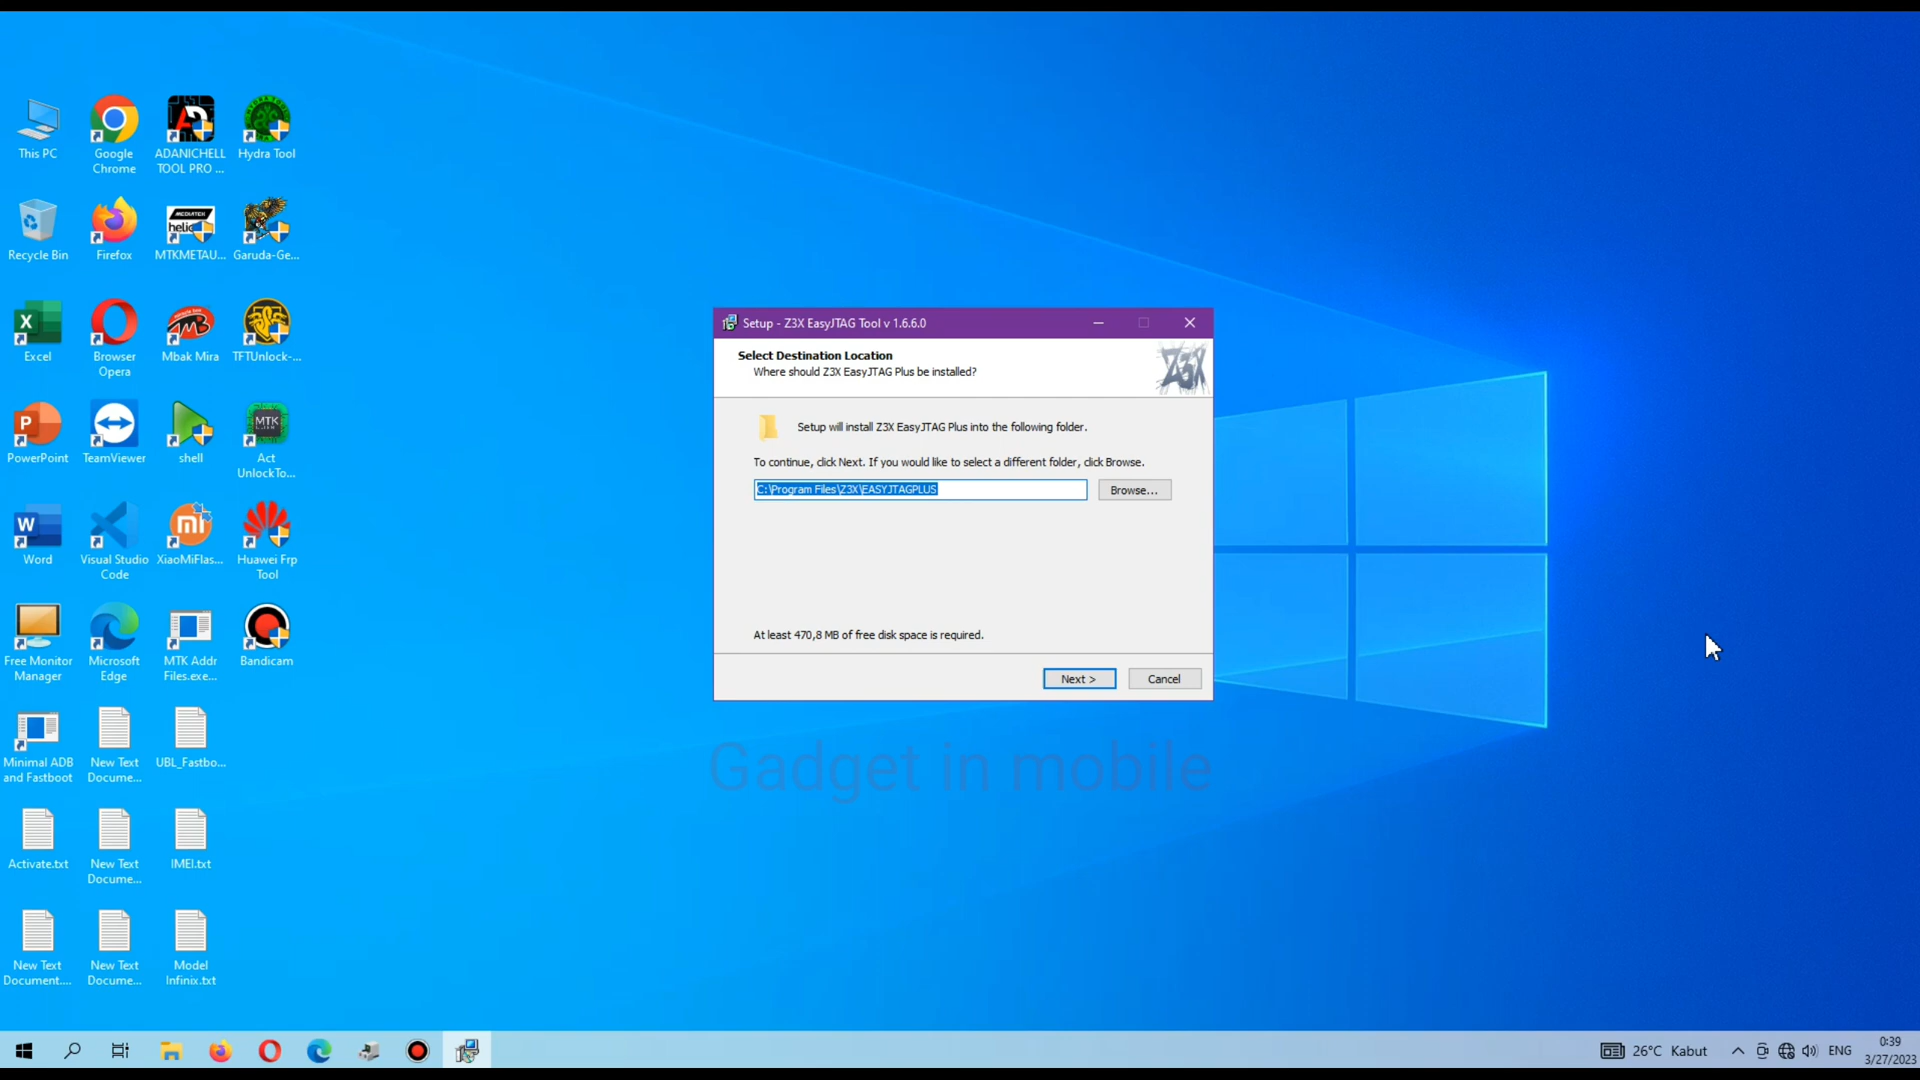 This PC
Google
Chrome
ADANICHELL
TOOL PRO ...
Hydra Tool
Recycle Bin
Firefox
MTKMETAU...
Garuda-Ge...
Excel
Browser
Opera
Mbak Mira
TFTUnlock-...
PowerPoint
TeamViewer
shell
Act
UnlockTo...
Word
Visual Studio
Code
XiaoMiFlas...
Huawei Frp
Tool
Free Monitor
Manager
Microsoft
Edge
MTK Addr
Files.exe...
Bandicam
Minimal ADB
and Fastboot
New Text
Docume...
UBL_Fastbo...
Activate.txt
New Text
Docume...
IMEI.txt
New Text
Document....
New Text
Docume...
Model
Infinix.txt
Setup - Z3X EasyJTAG Tool v 1.6.6.0
Select Destination Location
Where should Z3X EasyJTAG Plus be installed?
Z3X
Setup will install Z3X EasyJTAG Plus into the following folder.
To continue, click Next. If you would like to select a different folder, click Browse.
C:\Program Files\Z3X\EASYJTAGPLUS
Browse...
At least 470,8 MB of free disk space is required.
Next >
Cancel
Gadget in mobile
26°C Kabut
ENG
0:39
3/27/2023